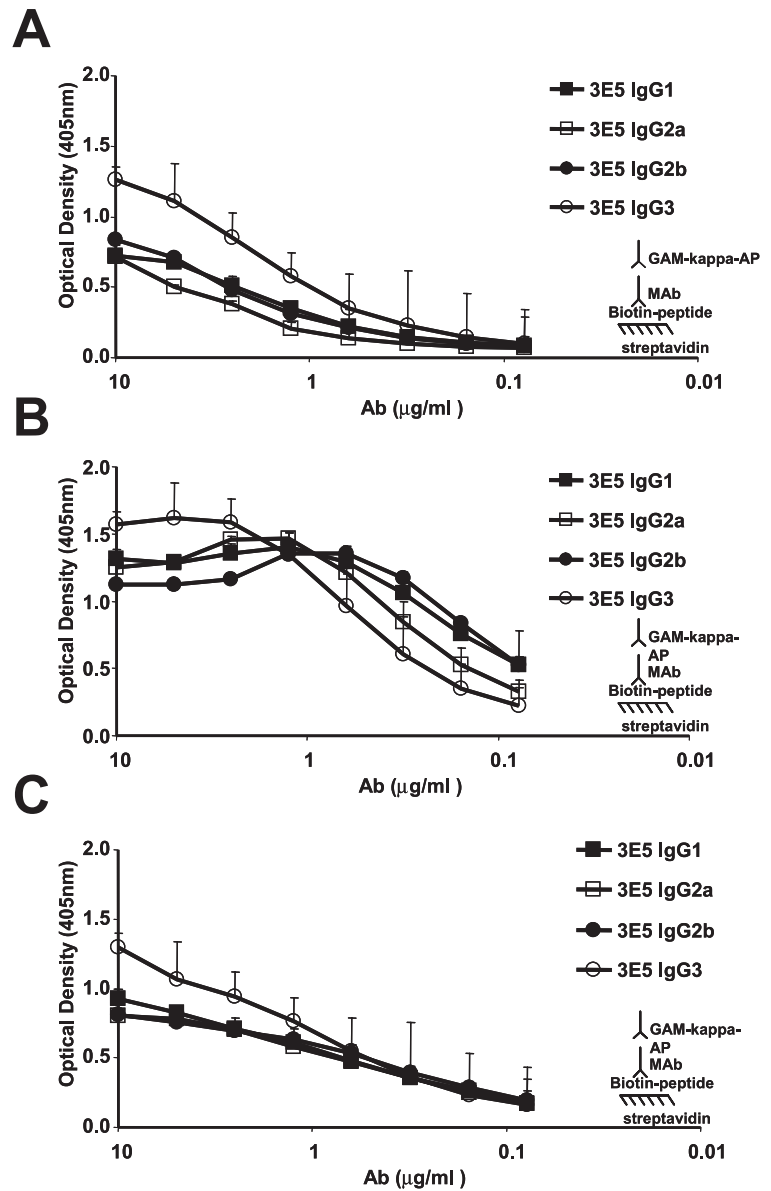 A
2.0
1.5
1.0
0.5
0.0
Optical Density (405nm)
10
1
0.1
0.01
Ab (μg/ml )
3E5 IgG1
3E5 IgG2a
3E5 IgG2b
3E5 IgG3
GAM-kappa-AP
MAb
Biotin-peptide
streptavidin
B
2.0
1.5
1.0
0.5
0.0
Optical Density (405nm)
10
1
0.1
0.01
Ab (μg/ml )
3E5 IgG1
3E5 IgG2a
3E5 IgG2b
3E5 IgG3
GAM-kappa-
AP
MAb
Biotin-peptide
streptavidin
C
2.0
1.5
1.0
0.5
0.0
Optical Density (405nm)
10
1
0.1
0.01
Ab (μg/ml )
3E5 IgG1
3E5 IgG2a
3E5 IgG2b
3E5 IgG3
GAM-kappa-
AP
MAb
Biotin-peptide
streptavidin